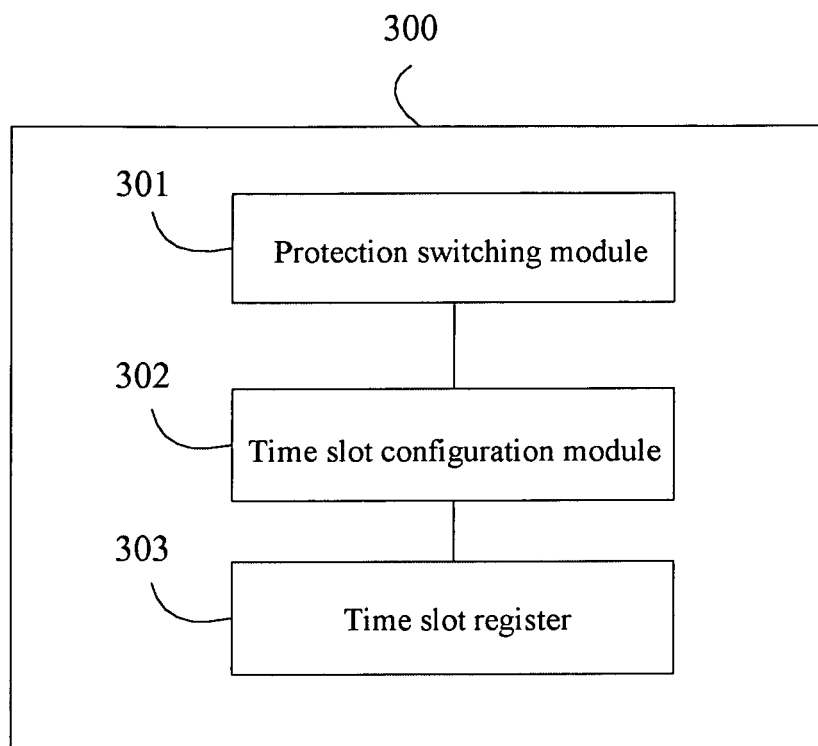 300
301
Protection switching module
302
Time slot configuration module
303
Time slot register